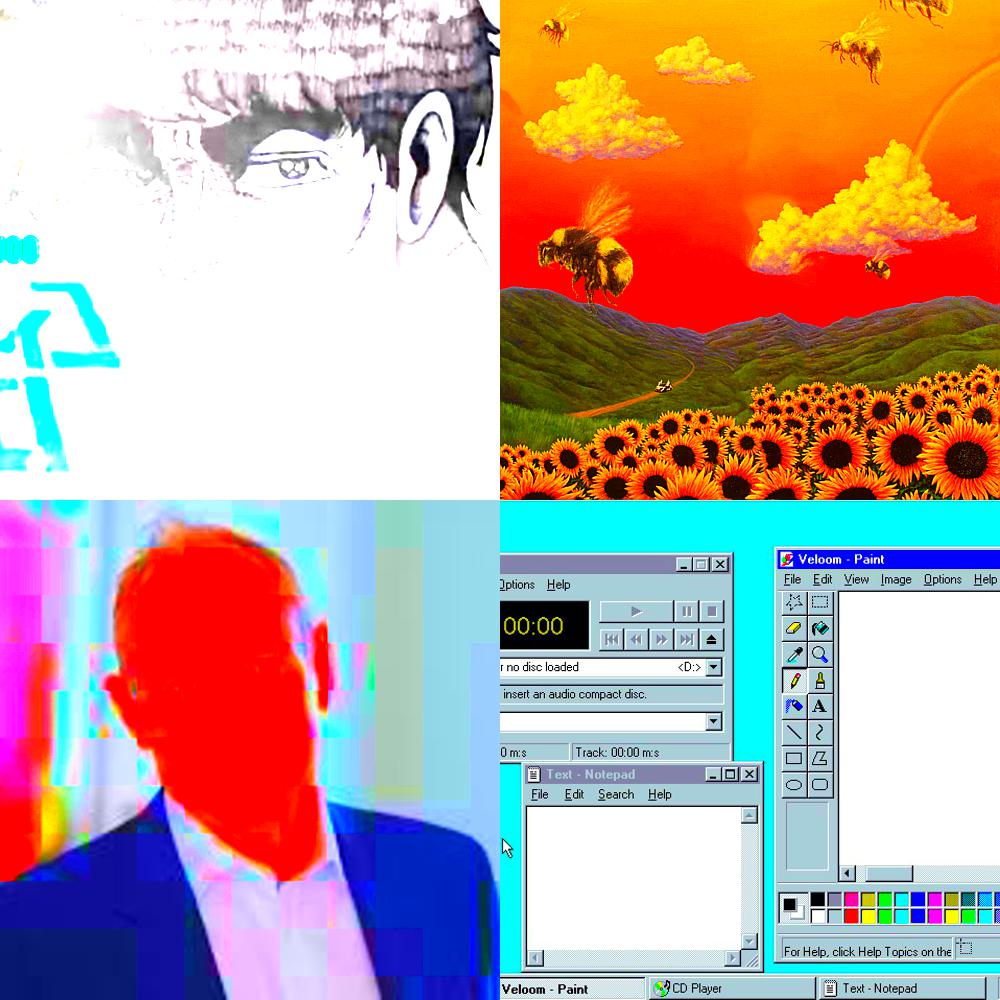 Veloom - Paint
Options Help
File Edit View Image Options Help
00:00
r no disc loaded <D:>
insert an audio compact disc.
0 m:s Track: 00:00 m:s
Text - Notepad
File Edit Search Help
A
For Help, click Help Topics on the
Veloom - Paint CD Player Text - Notepad